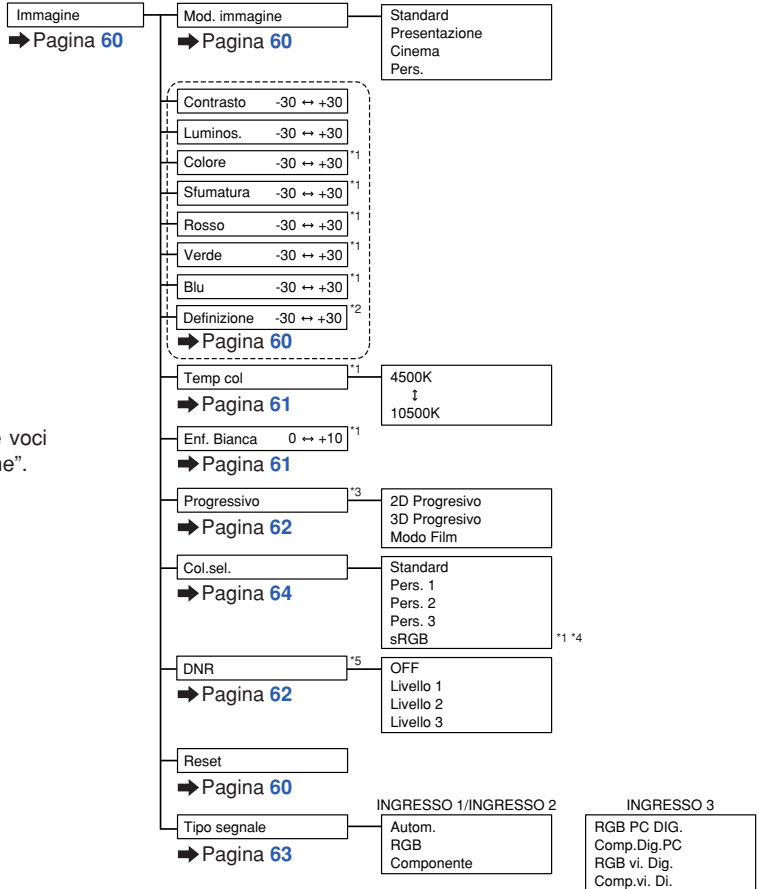 Immagine
➡ Pagina 60
Mod. immagine
➡ Pagina 60
Standard
Presentazione
Cinema
Pers.
Contrasto -30 ↔ +30
Luminos. -30 ↔ +30
Colore -30 ↔ +30 *1
Sfumatura -30 ↔ +30 *1
Rosso -30 ↔ +30 *1
Verde -30 ↔ +30 *1
Blu -30 ↔ +30 *1
Definizione -30 ↔ +30 *2
➡ Pagina 60
Temp col *1
➡ Pagina 61
4500K
↕
10500K
voci
e”.
Enf. Bianca 0 ↔ +10 *1
➡ Pagina 61
Progressivo *3
➡ Pagina 62
2D Progresivo
3D Progresivo
Modo Film
Col.sel.
➡ Pagina 64
Standard
Pers. 1
Pers. 2
Pers. 3
sRGB *1 *4
DNR *5
➡ Pagina 62
OFF
Livello 1
Livello 2
Livello 3
Reset
➡ Pagina 60
Tipo segnale
➡ Pagina 63
INGRESSO 1/INGRESSO 2
Autom.
RGB
Componente
INGRESSO 3
RGB PC DIG.
Comp.Dig.PC
RGB vi. Dig.
Comp.vi. Di.